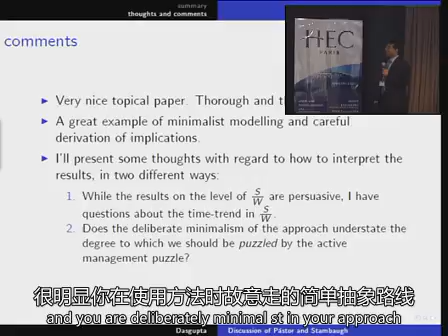 summary
thoughts and comments
comments
HEC
PARIS
Very nice topical paper. Thorough and
A great example of minimalist modelling and careful
derivation of implications.
I'll present some thoughts with regard to how to interpret the
results, in two different ways:
1. While the results on the level of S/W are persuasive, I have
questions about the time-trend in S/W.
2. Does the deliberate minimalism of the approach understate the
degree to which we should be puzzled by the active
management puzzle?
很明显你在使用方法时故意走的简单抽象路线
and you are deliberately minimal st in your approach
Dasgupta
Discussion of Pástor and Stambaugh